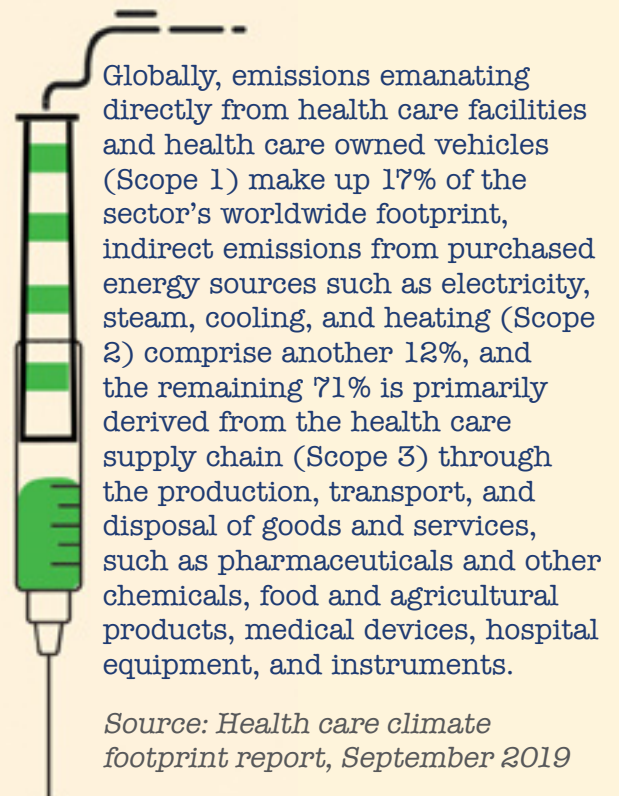 Globally, emissions emanating
directly from health care facilities
and health care owned vehicles
(Scope 1) make up 17% of the
sector’s worldwide footprint,
indirect emissions from purchased
energy sources such as electricity,
steam, cooling, and heating (Scope
2) comprise another 12%, and
the remaining 71% is primarily
derived from the health care
supply chain (Scope 3) through
the production, transport, and
disposal of goods and services,
such as pharmaceuticals and other
chemicals, food and agricultural
products, medical devices, hospital
equipment, and instruments.
Source: Health care climate
footprint report, September 2019